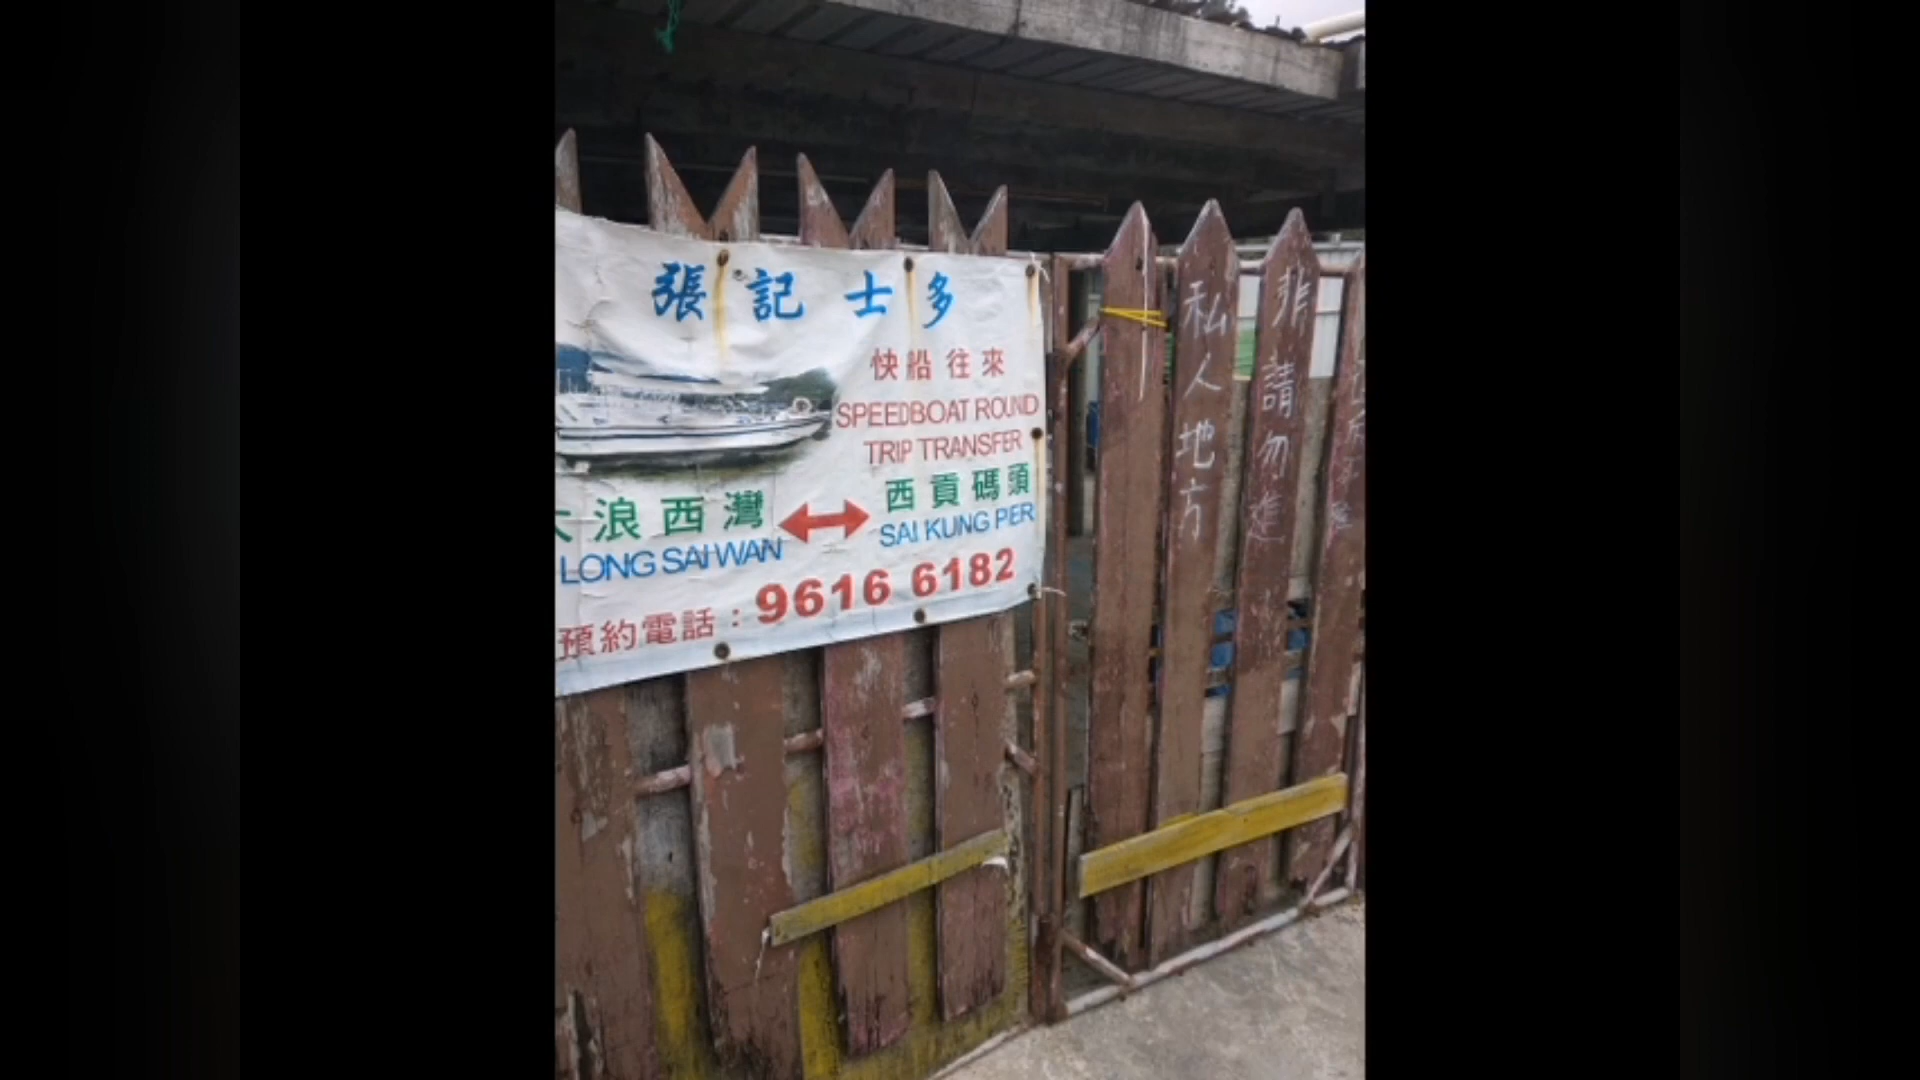 張記士多
快船往來
SPEEDBOAT ROUND
TRIP TRANSFER
大浪西灣
西貢碼頭
LONG SAI WAN
SAI KUNG PIER
預約電話：9616 6182
私人地方
非請勿進